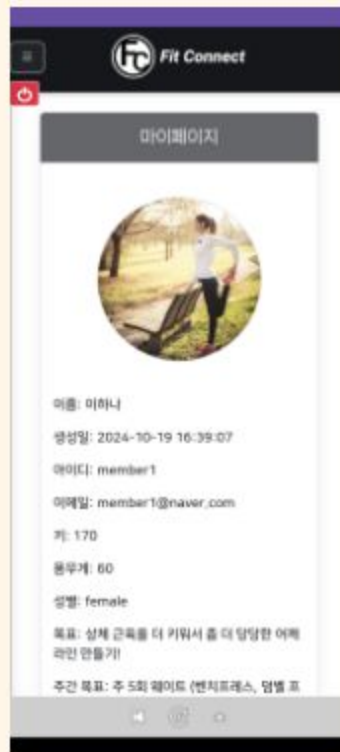 FC Fit Connect
마이페이지
이름: 이하나
생성일: 2024-10-19 16:39:07
아이디: member1
이메일: member1@naver.com
키: 170
몸무게: 60
성별: female
목표: 상체 근육을 더 키워서 좀 더 당당한 어깨
라인 만들기!
주간 목표: 주 5회 웨이트 (벤치프레스, 덤벨 프